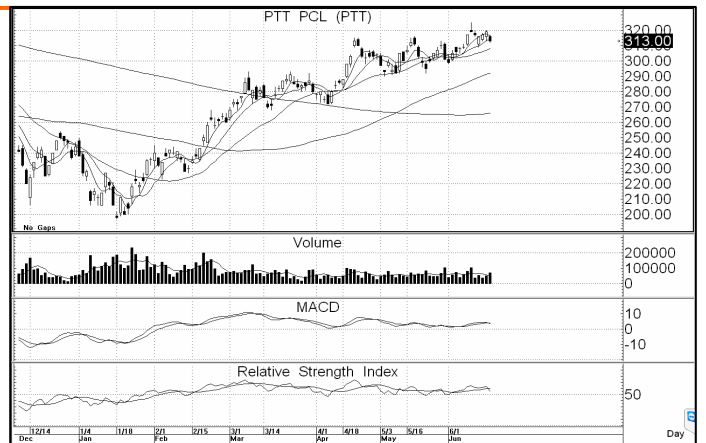 PTT PCL (PTT)
320.00
313.00
300.00
290.00
280.00
270.00
260.00
250.00
240.00
230.00
220.00
210.00
200.00
No Gaps
Volume
200000
100000
0
MACD
10
0
-10
Relative Strength Index
50
12/14 1/4 1/18 2/1 2/15 3/1 3/14 4/1 4/18 5/3 5/16 6/1
Dec Jan Feb Mar Apr May Jun Day